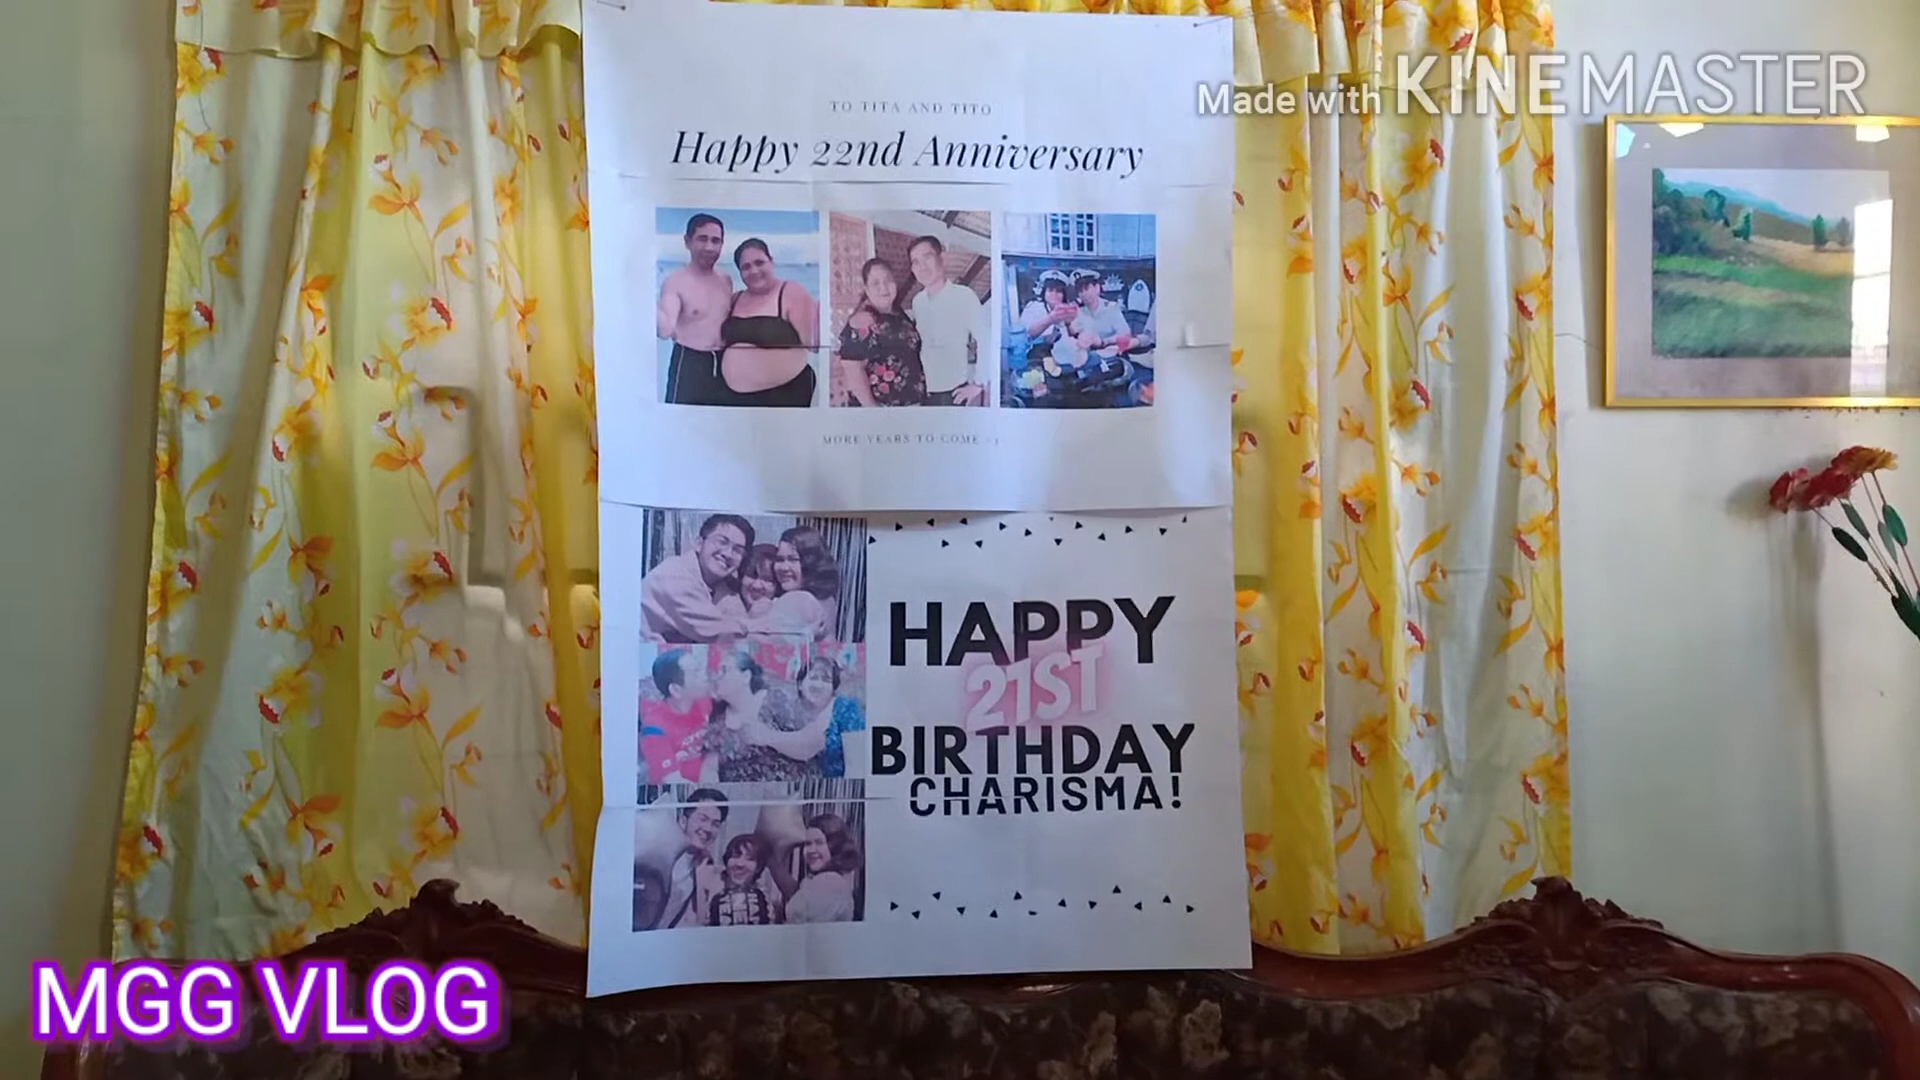 Made with KINEMASTER
TO TITA AND TITO
Happy 22nd Anniversary
MORE YEARS TO COME
HAPPY
21ST
BIRTHDAY
CHARISMA!
MGG VLOG